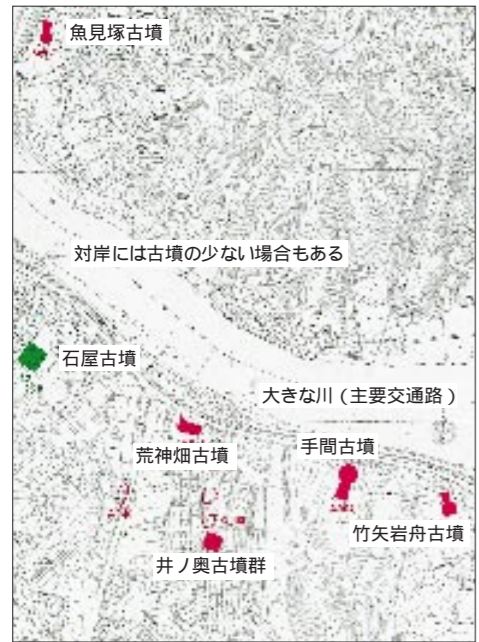 魚見塚古墳
対岸には古墳の少ない場合もある
石屋古墳
大きな川(主要交通路)
荒神畑古墳
手間古墳
竹矢岩舟古墳
井ノ奥古墳群